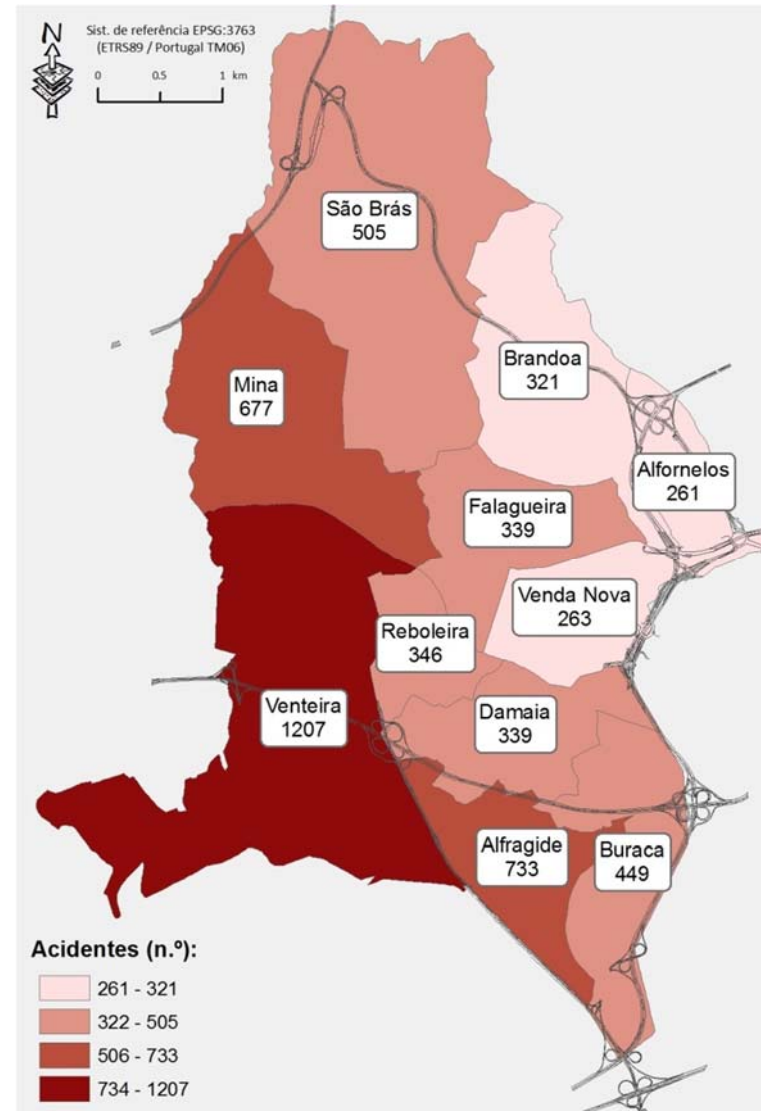 N
Sist. de referência EPSG:3763
(ETRS89 / Portugal TM06)
0 0.5 1 km
São Brás
505
Brandoa
321
Mina
677
Alfornelos
261
Falagueira
339
Venda Nova
263
Reboleira
346
Venteira
1207
Damaia
339
Alfragide
733
Buraca
449
Acidentes (n.º):
261 - 321
322 - 505
506 - 733
734 - 1207